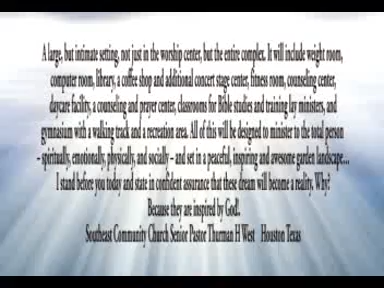 A large, but intimate setting, not just in the worship center, but the entire complex. It will include weight room,
computer room, library, a coffee shop and additional concert stage center, fitness room, counseling center,
daycare facility, a counseling and prayer center, classrooms for Bible studies and training lay ministers, and
gymnasium with a walking track and a recreation area. All of this will be designed to minister to the total person
– spiritually, emotionally, physically, and socially – and set in a peaceful, inspiring and awesome garden landscape...
I stand before you today and state in confident assurance that these dream will become a reality. Why?
Because they are inspired by God!.
Southeast Community Church Senior Pastor Thurman H West Houston Texas